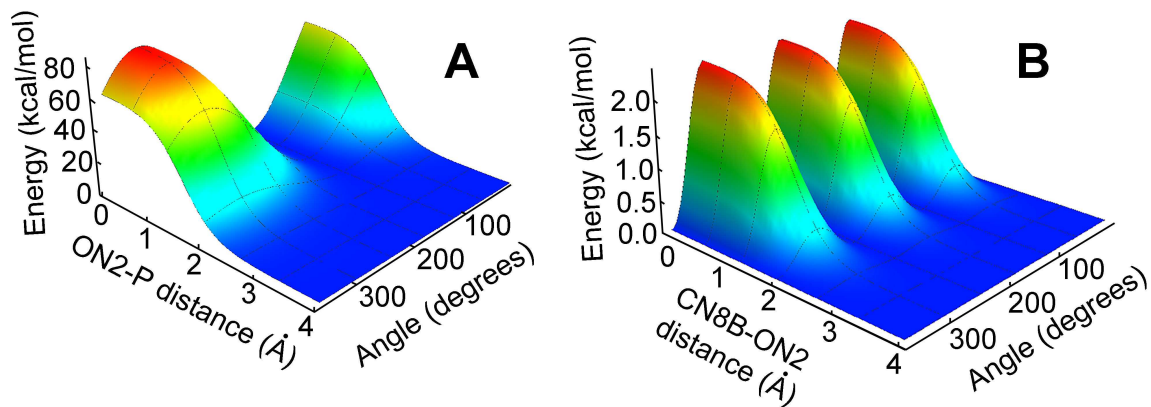 A
Energy (kcal/mol)
80
60
40
20
0
0
1
2
3
4
ON2-P distance (Å)
100
200
300
Angle (degrees)
B
Energy (kcal/mol)
2.0
1.5
1.0
0.5
0.0
0
1
2
3
4
CN8B-ON2
distance (Å)
100
200
300
Angle (degrees)